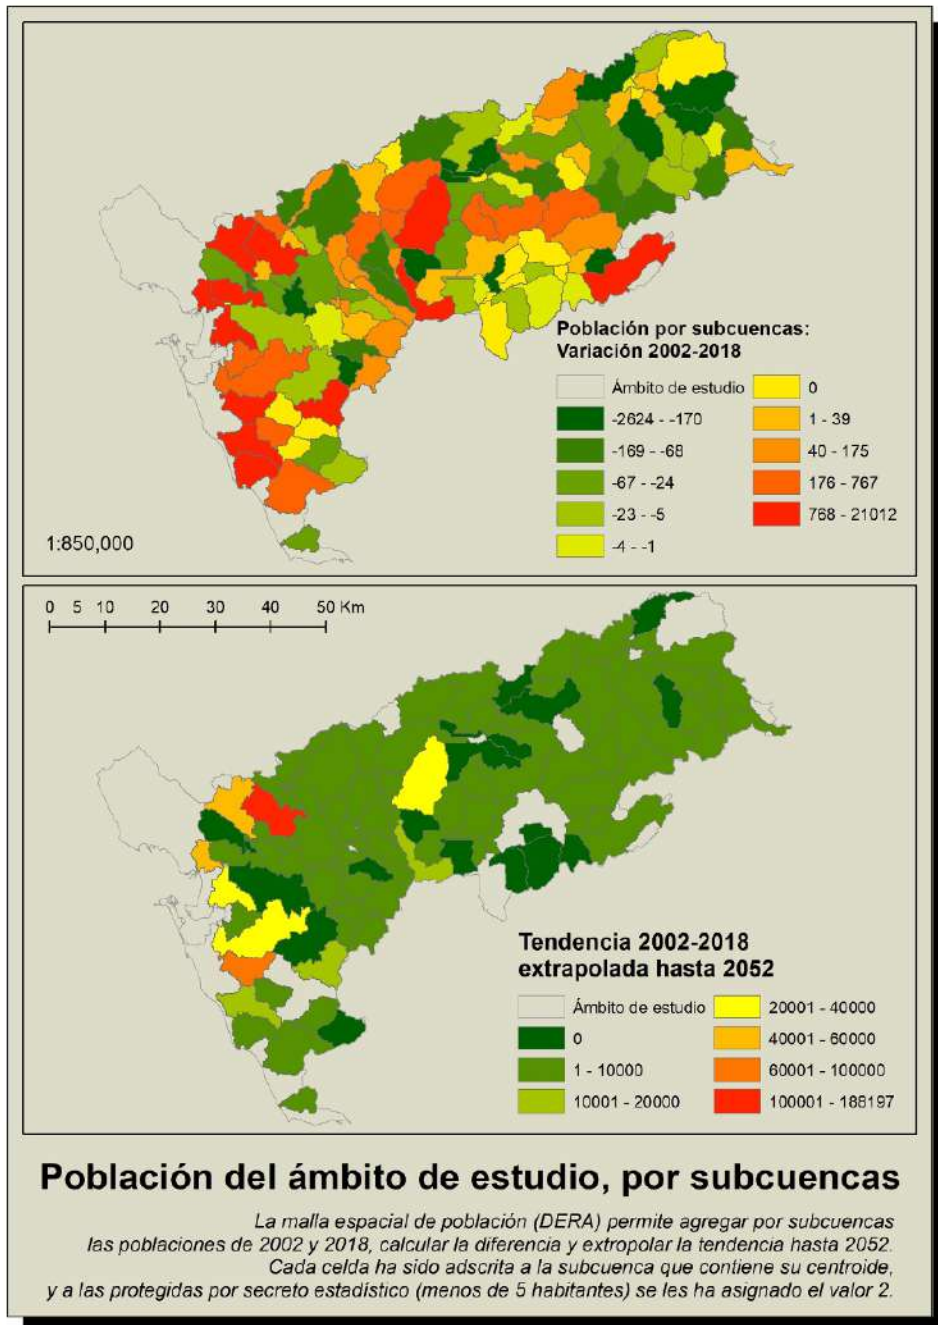 Población por subcuencas:
Variación 2002-2018
Ámbito de estudio
-2624 - -170
-169 - -68
-67 - -24
-23 - -5
-4 - -1
0
1 - 39
40 - 175
176 - 767
768 - 21012
1:850,000
0 5 10 20 30 40 50 Km
Tendencia 2002-2018
extrapolada hasta 2052
Ámbito de estudio
0
1 - 10000
10001 - 20000
20001 - 40000
40001 - 60000
60001 - 100000
100001 - 188197
Población del ámbito de estudio, por subcuencas
La malla espacial de población (DERA) permite agregar por subcuencas
las poblaciones de 2002 y 2018, calcular la diferencia y extropolar la tendencia hasta 2052.
Cada celda ha sido adscrita a la subcuenca que contiene su centroide,
y a las protegidas por secreto estadístico (menos de 5 habitantes) se les ha asignado el valor 2.